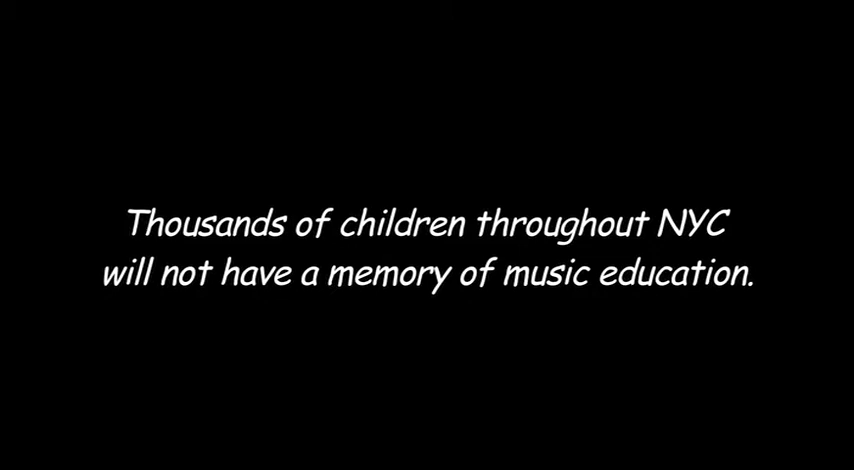 Thousands of children throughout NYC
will not have a memory of music education.